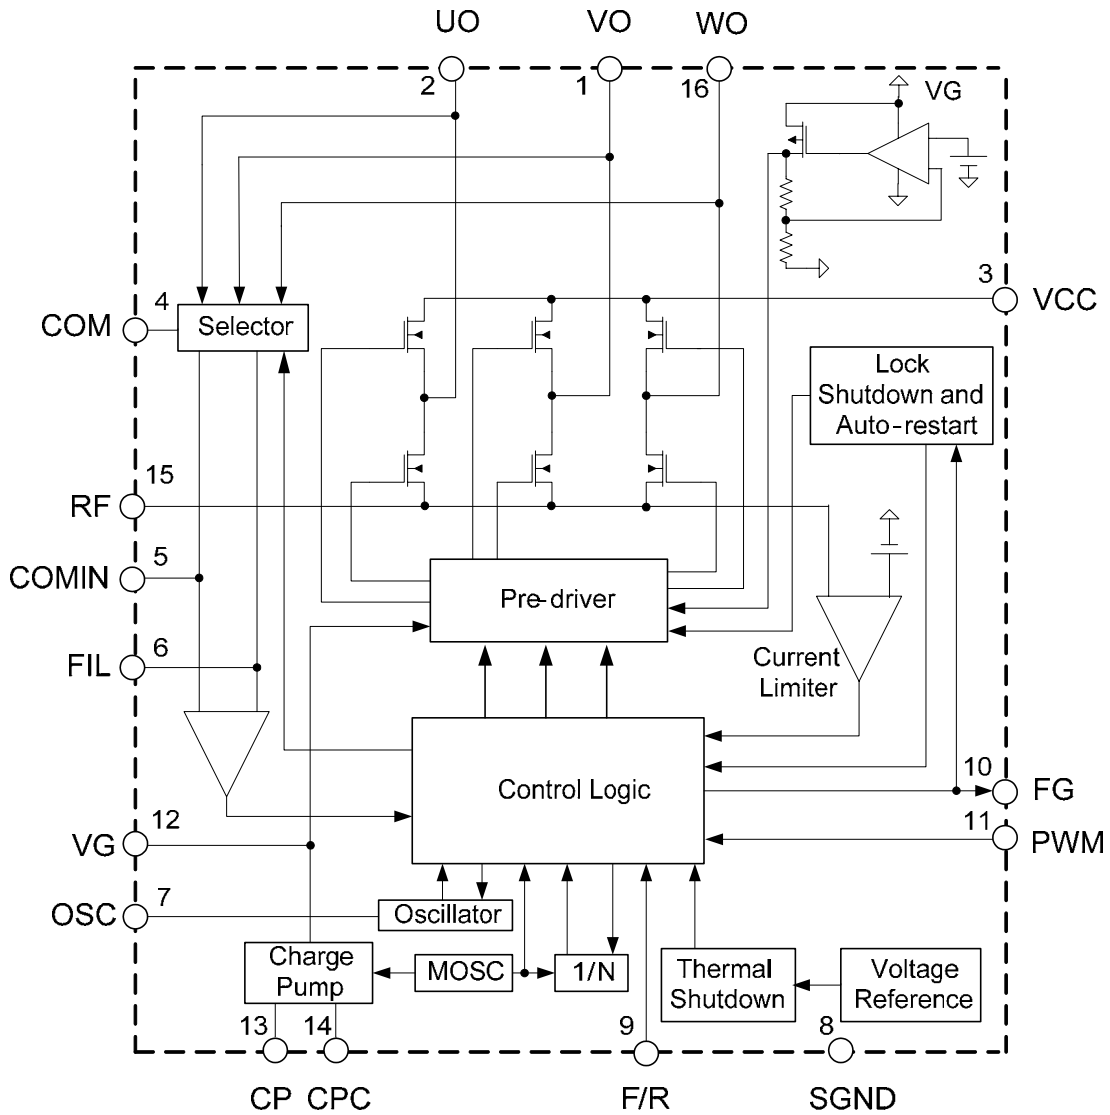 UO VO WO
2 1 16
VG
3
VCC
4
COM
Selector
Lock
Shutdown and
Auto-restart
15
RF
5
COMIN
Pre-driver
6
FIL
Current
Limiter
Control Logic
10
FG
12
VG
11
PWM
7
OSC
Oscillator
Charge
Pump
MOSC
1/N
Thermal
Shutdown
Voltage
Reference
13 14 9 8
CP CPC F/R SGND